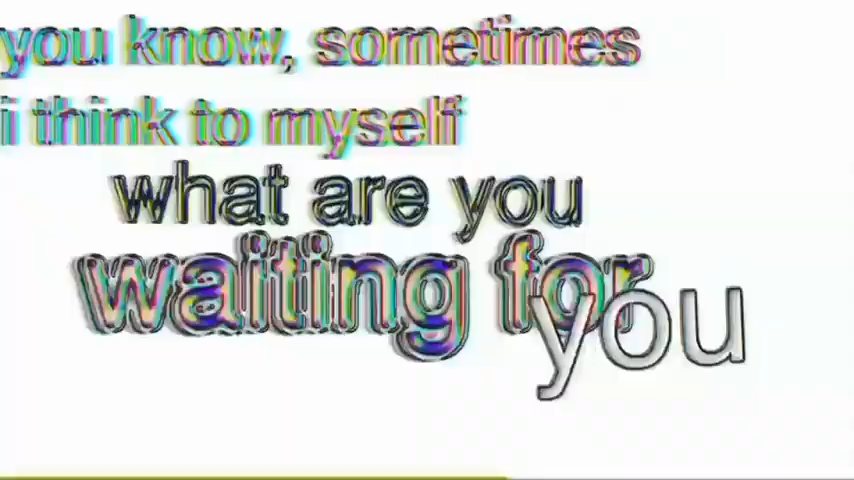 you know, sometimes
i think to myself
what are you
waiting for
you